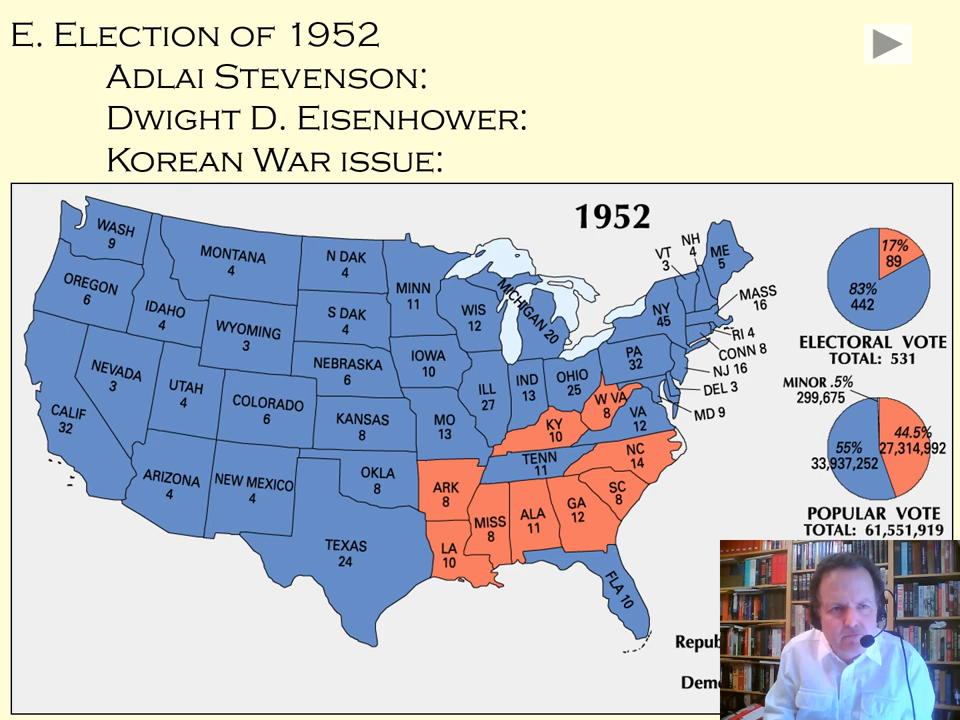 E. Election of 1952
Adlai Stevenson:
Dwight D. Eisenhower:
Korean War issue:
1952
WASH
9
OREGON
6
CALIF
32
NEVADA
3
IDAHO
4
MONTANA
4
WYOMING
3
UTAH
4
COLORADO
6
ARIZONA
4
NEW MEXICO
4
N DAK
4
S DAK
4
NEBRASKA
6
KANSAS
8
OKLA
8
TEXAS
24
MINN
11
IOWA
10
MO
13
ARK
8
LA
10
WIS
12
ILL
27
MICHIGAN 20
IND
13
OHIO
25
KY
10
TENN
11
MISS
8
ALA
11
GA
12
FLA 10
SC
8
NC
14
VA
12
W VA
8
PA
32
NY
45
VT
3
NH
4
ME
5
MASS
16
RI 4
CONN 8
NJ 16
DEL 3
MD 9
17%
89
83%
442
ELECTORAL VOTE
TOTAL: 531
MINOR .5%
299,675
44.5%
27,314,992
55%
33,937,252
POPULAR VOTE
TOTAL: 61,551,919
Repub
Dem